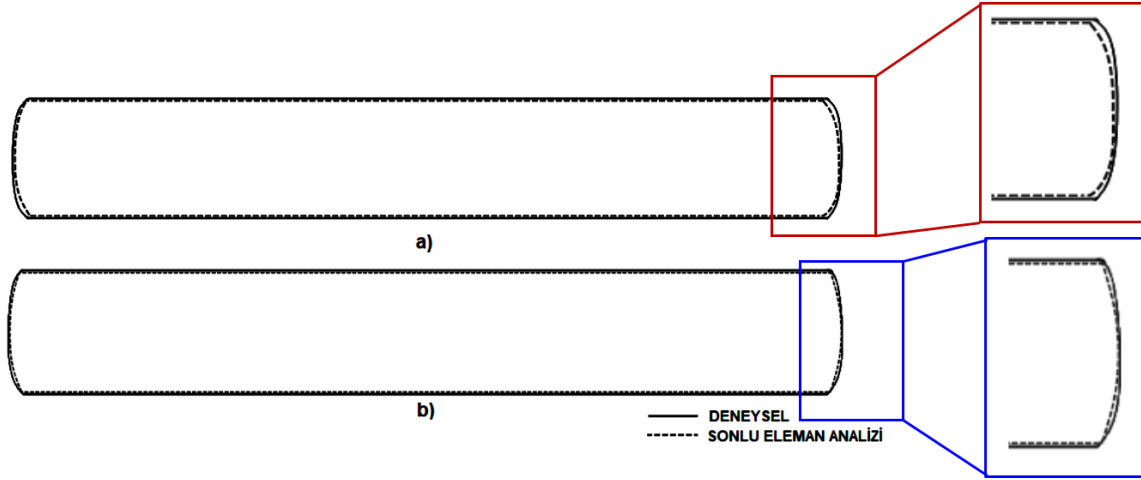 a)
b)
DENEYSEL
SONLU ELEMAN ANALİZİ